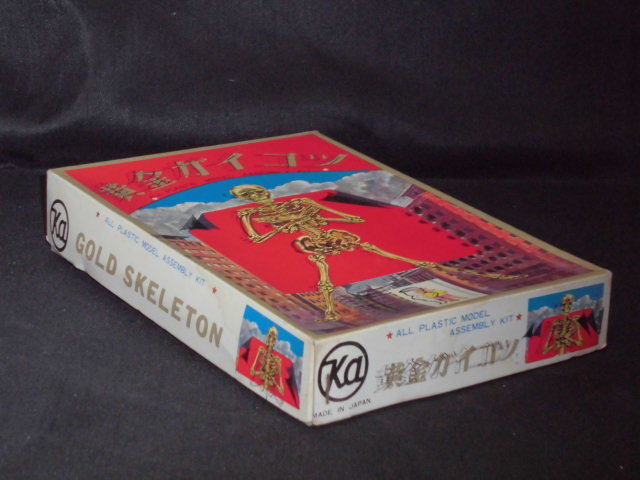 黄金ガイコツ
Ka
★ ALL PLASTIC MODEL ASSEMBLY KIT ★
GOLD SKELETON
Ka
MADE IN JAPAN
★ ALL PLASTIC MODEL
ASSEMBLY KIT ★
黄金ガイコツ